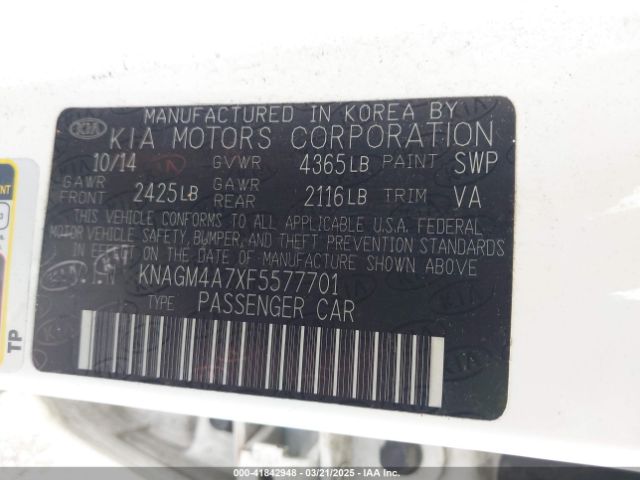 MANUFACTURED IN KOREA BY
KIA KIA MOTORS CORPORATION
10/14 GVWR 4365LB PAINT SWP
GAWR FRONT 2425LB GAWR REAR 2116LB TRIM VA
THIS VEHICLE CONFORMS TO ALL APPLICABLE U.S.A. FEDERAL
MOTOR VEHICLE SAFETY, BUMPER, AND THEFT PREVENTION
STANDARDS IN EFFECT ON THE DATE OF MANUFACTURE SHOWN ABOVE
V.I.N KNAGM4A7XF5577701
TYPE PASSENGER CAR
TP
000-41842948 - 03/21/2025 - IAA Inc.